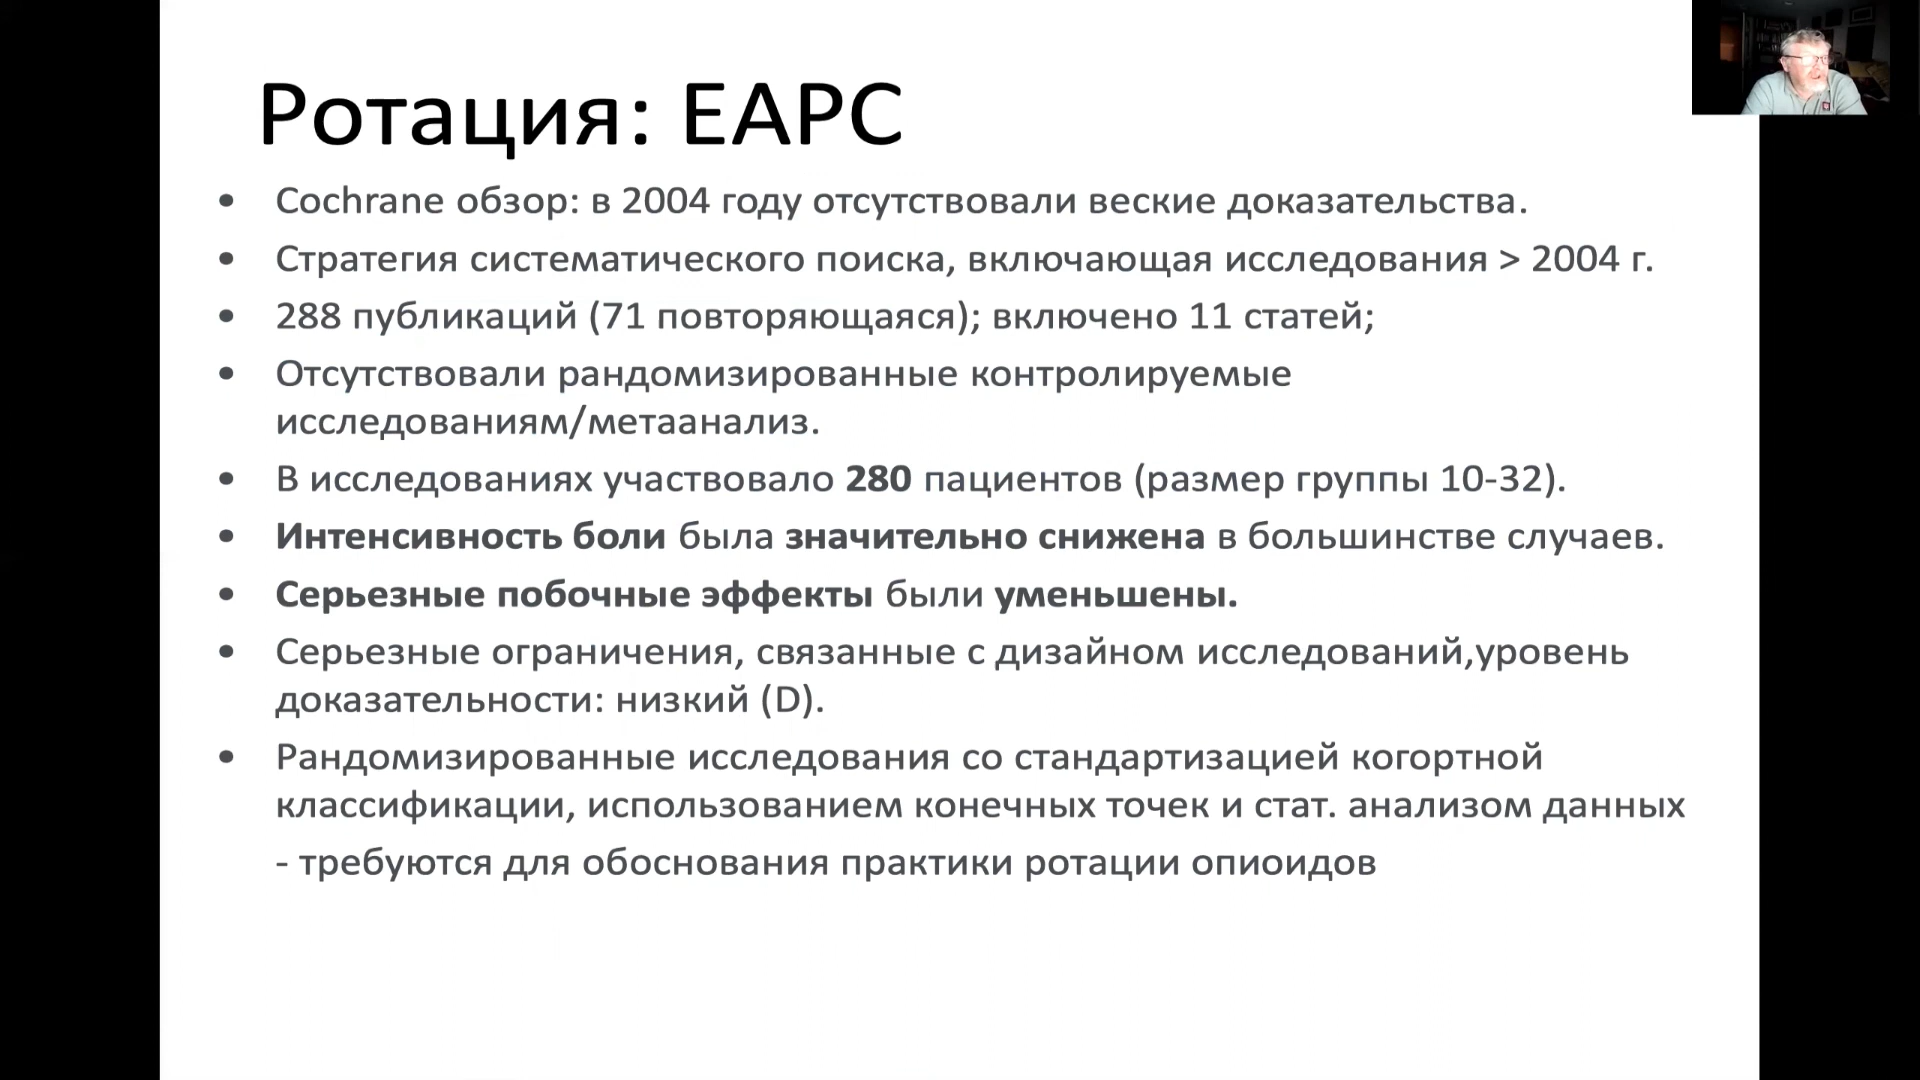 Ротация: EAPC
• Cochrane обзор: в 2004 году отсутствовали веские доказательства.
• Стратегия систематического поиска, включающая исследования > 2004 г.
• 288 публикаций (71 повторяющаяся); включено 11 статей;
• Отсутствовали рандомизированные контролируемые
исследованиям/метаанализ.
• В исследованиях участвовало 280 пациентов (размер группы 10-32).
• Интенсивность боли была значительно снижена в большинстве случаев.
• Серьезные побочные эффекты были уменьшены.
• Серьезные ограничения, связанные с дизайном исследований,уровень
доказательности: низкий (D).
• Рандомизированные исследования со стандартизацией когортной
классификации, использованием конечных точек и стат. анализом данных
- требуются для обоснования практики ротации опиоидов